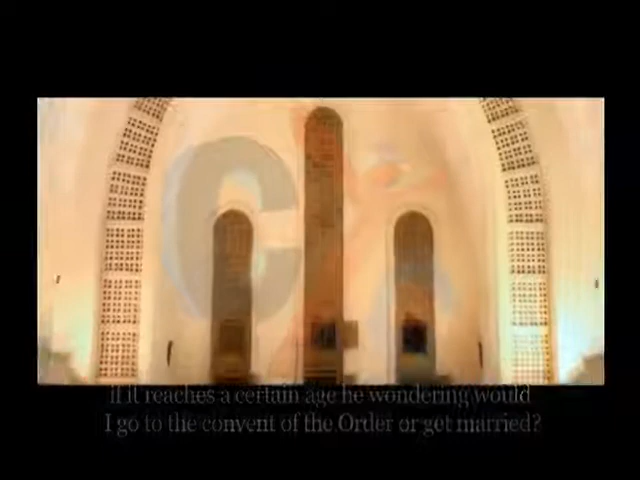 If it reaches a certain age he wondering would
I go to the convent of the Order or get married?